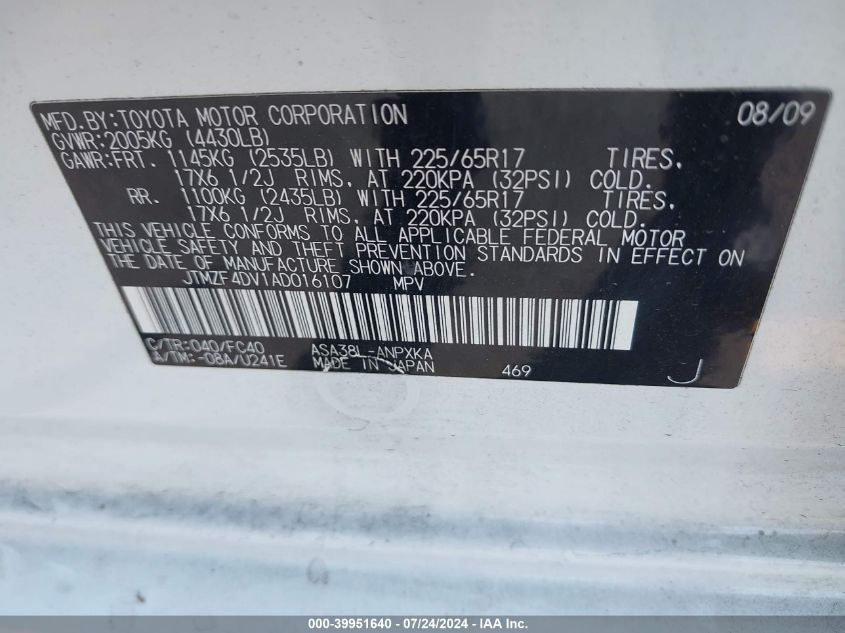 MFD. BY: TOYOTA MOTOR CORPORATION 08/09
GVWR: 2005KG (4430LB)
GAWR: FRT. 1145KG (2535LB) WITH 225/65R17 TIRES,
17X6 1/2J RIMS, AT 220KPA (32PSI) COLD.
RR. 1100KG (2435LB) WITH 225/65R17 TIRES,
17X6 1/2J RIMS, AT 220KPA (32PSI) COLD.
THIS VEHICLE CONFORMS TO ALL APPLICABLE FEDERAL MOTOR
VEHICLE SAFETY AND THEFT PREVENTION STANDARDS IN EFFECT ON
THE DATE OF MANUFACTURE SHOWN ABOVE.
JTMZF4DV1AD016107 MPV
C/TR: 040/FC40 ASA38L-ANPXKA
A/TM: -08A/U241E MADE IN JAPAN 469 J
000-39951640 - 07/24/2024 - IAA Inc.